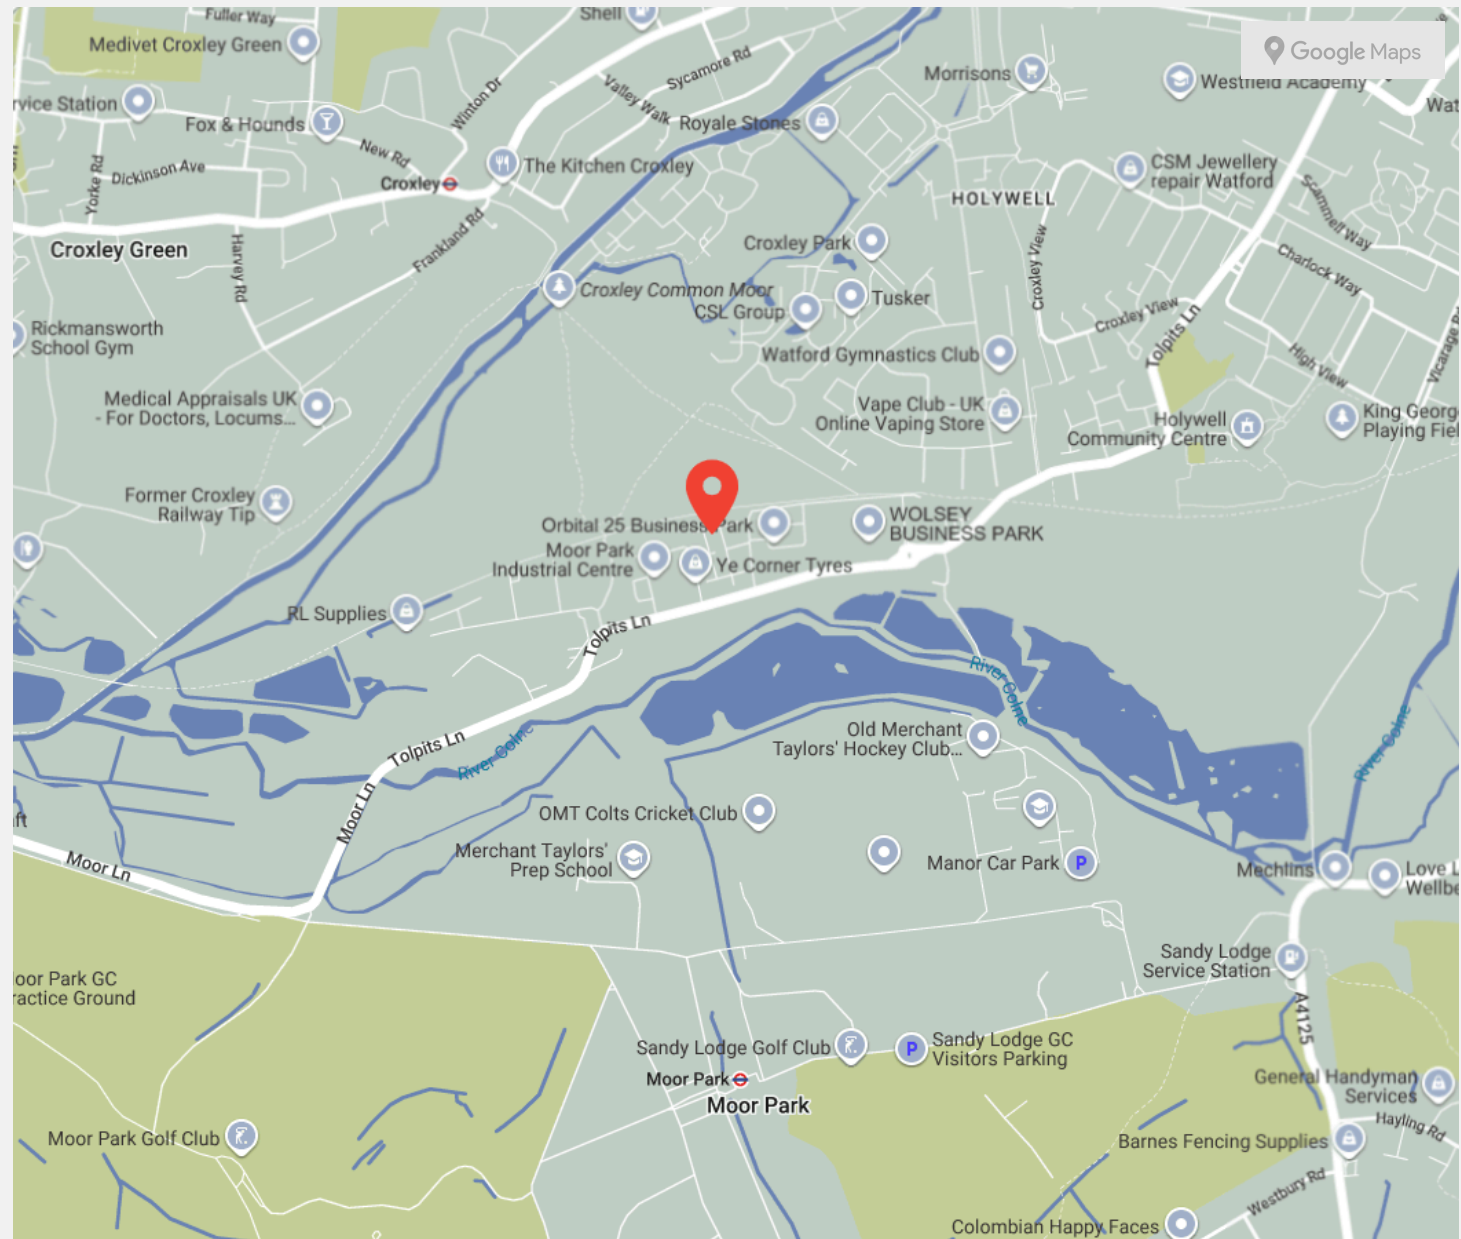 Fuller Way
Shell
Medivet Croxley Green
Google Maps
Sycamore Rd
Morrisons
Westfield Academy
Winton Dr
Valley Walk
rvice Station
Fox & Hounds
Royale Stones
Wat
New Rd
The Kitchen Croxley
CSM Jewellery
repair Watford
Dickinson Ave
Yorke Rd
Croxley
HOLYWELL
Scammell Way
Croxley Green
Frankland Rd
Harvey Rd
Croxley Park
Croxley View
Charlock Way
Croxley Common Moor
Tusker
CSL Group
Croxley View
Tolpits Ln
Rickmansworth
School Gym
Watford Gymnastics Club
High View
Medical Appraisals UK
- For Doctors, Locums...
Vape Club - UK
Online Vaping Store
Holywell
Community Centre
King Georg
Playing Fiel
Former Croxley
Railway Tip
Orbital 25 Business Park
WOLSEY
BUSINESS PARK
Moor Park
Industrial Centre
Ye Corner Tyres
RL Supplies
Tolpits Ln
River Colne
Old Merchant
Taylors' Hockey Club...
Tolpits Ln
River Colne
River Colne
Moor Ln
OMT Colts Cricket Club
Merchant Taylors'
Prep School
Manor Car Park
P
Mechlins
Love L
Wellbe
Moor Ln
Sandy Lodge
Service Station
oor Park GC
ractice Ground
A4125
Sandy Lodge Golf Club
P
Sandy Lodge GC
Visitors Parking
Moor Park
Moor Park
General Handyman
Services
Hayling Rd
Moor Park Golf Club
Barnes Fencing Supplies
Westbury Rd
Colombian Happy Faces